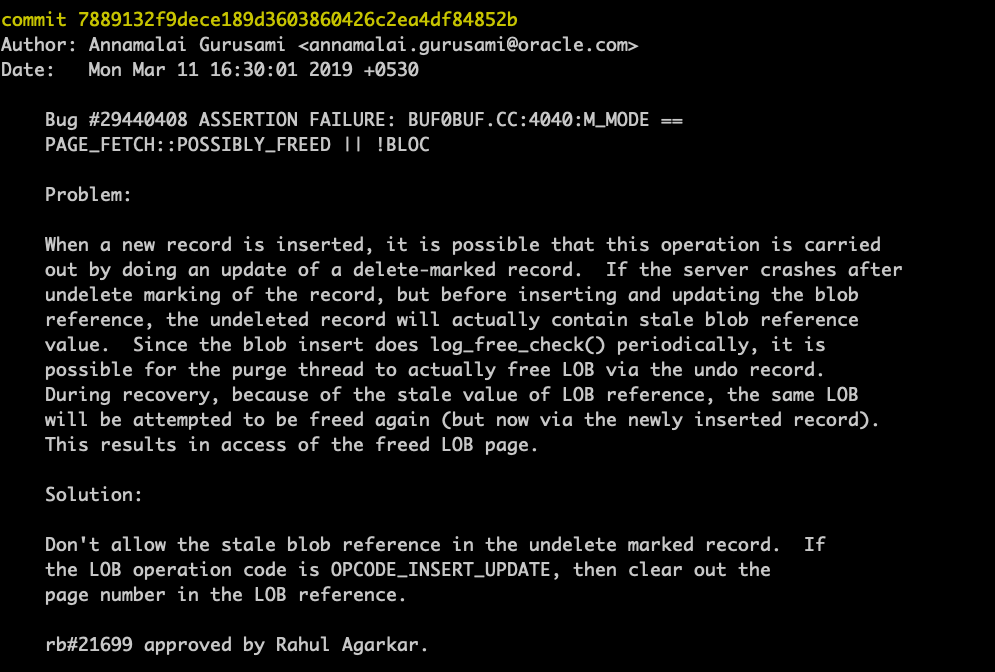 commit 7889132f9dece189d3603860426c2ea4df84852b
Author: Annamalai Gurusami <annamalai.gurusami@oracle.com>
Date:   Mon Mar 11 16:30:01 2019 +0530
Bug #29440408 ASSERTION FAILURE: BUF0BUF.CC:4040:M_MODE ==
PAGE_FETCH::POSSIBLY_FREED || !BLOC
Problem:
When a new record is inserted, it is possible that this operation is carried
out by doing an update of a delete-marked record.  If the server crashes after
undelete marking of the record, but before inserting and updating the blob
reference, the undeleted record will actually contain stale blob reference
value.  Since the blob insert does log_free_check() periodically, it is
possible for the purge thread to actually free LOB via the undo record.
During recovery, because of the stale value of LOB reference, the same LOB
will be attempted to be freed again (but now via the newly inserted record).
This results in access of the freed LOB page.
Solution:
Don't allow the stale blob reference in the undelete marked record.  If
the LOB operation code is OPCODE_INSERT_UPDATE, then clear out the
page number in the LOB reference.
rb#21699 approved by Rahul Agarkar.